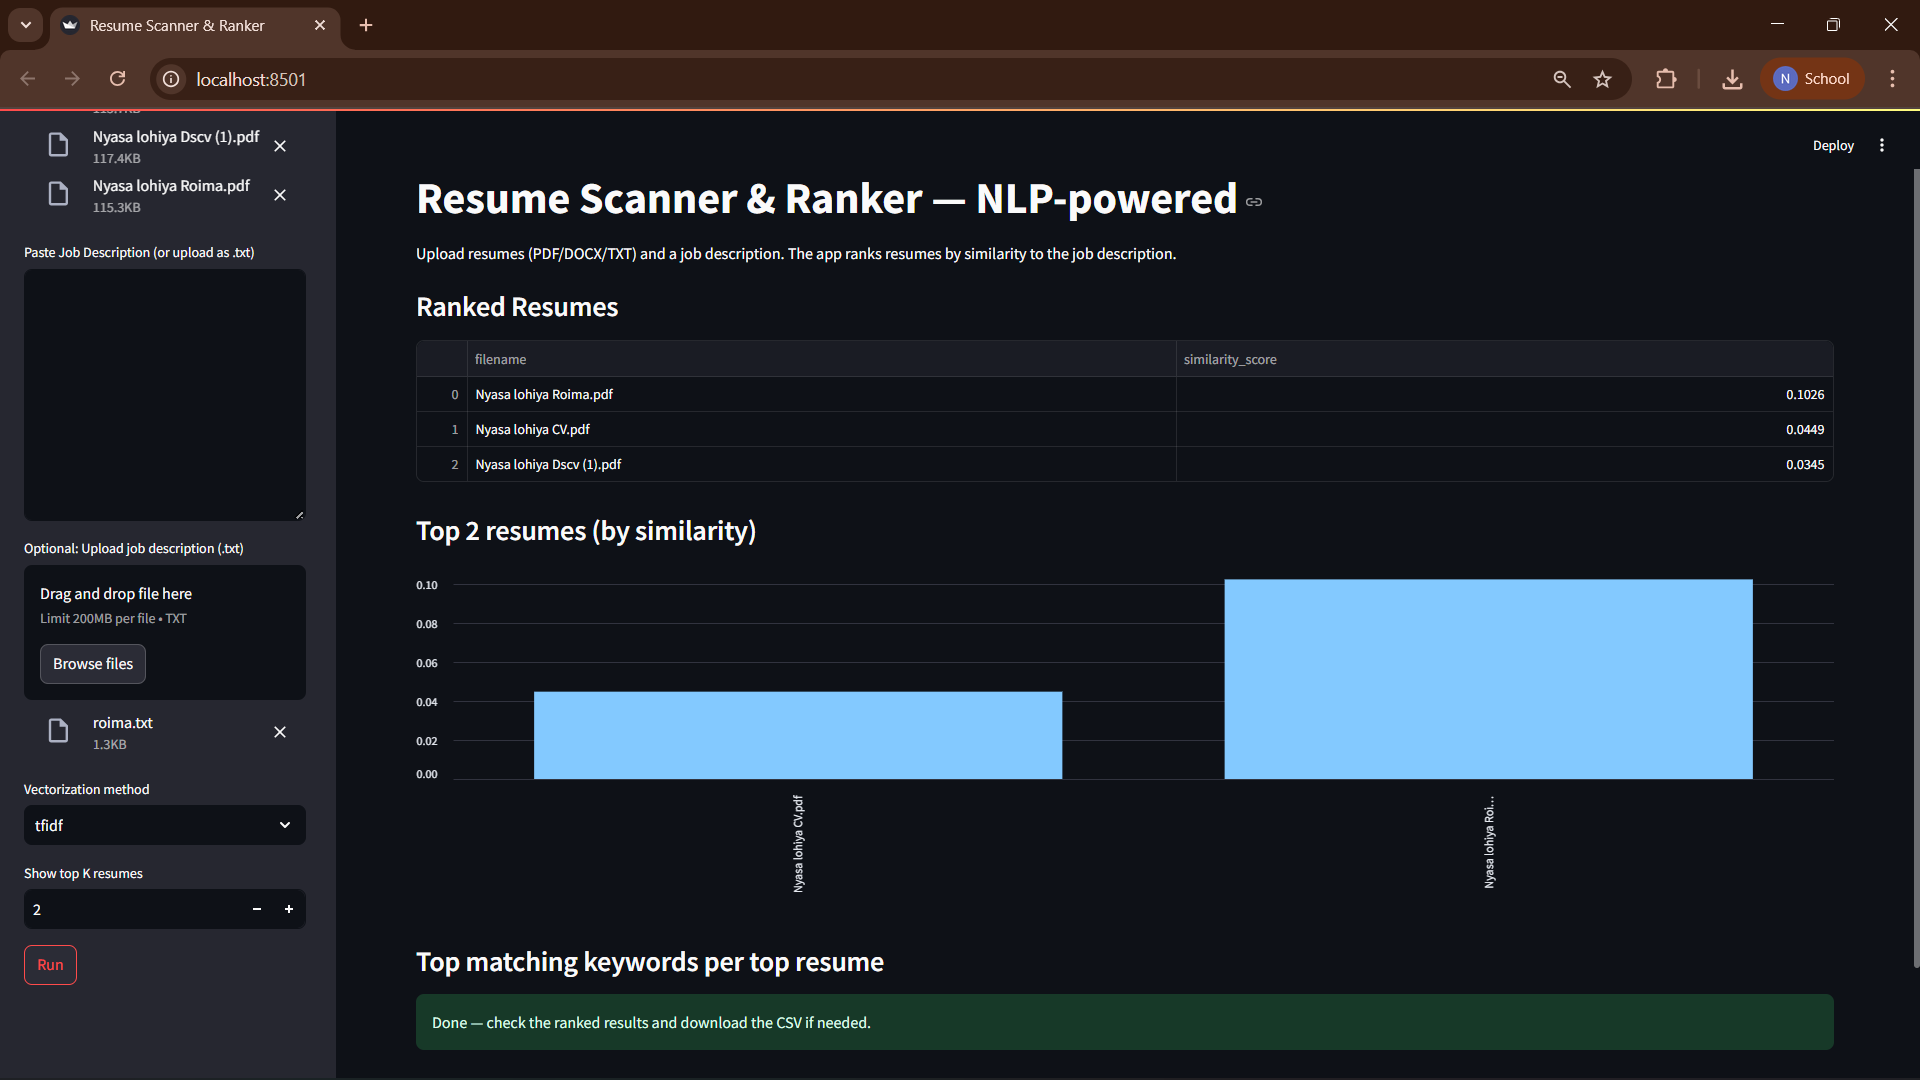 Resume Scanner & Ranker
localhost:8501
School
N
Nyasa lohiya Dscv (1).pdf
117.4KB
Nyasa lohiya Roima.pdf
115.3KB
Paste Job Description (or upload as .txt)
Optional: Upload job description (.txt)
Drag and drop file here
Limit 200MB per file • TXT
Browse files
roima.txt
1.3KB
Vectorization method
tfidf
Show top K resumes
2
Run
Deploy
Resume Scanner & Ranker — NLP-powered
Upload resumes (PDF/DOCX/TXT) and a job description. The app ranks resumes by similarity to the job description.
Ranked Resumes
filename similarity_score
0 Nyasa lohiya Roima.pdf 0.1026
1 Nyasa lohiya CV.pdf 0.0449
2 Nyasa lohiya Dscv (1).pdf 0.0345
Top 2 resumes (by similarity)
0.10
0.08
0.06
0.04
0.02
0.00
Nyasa lohiya CV.pdf
Nyasa lohiya Roi...
Top matching keywords per top resume
Done — check the ranked results and download the CSV if needed.